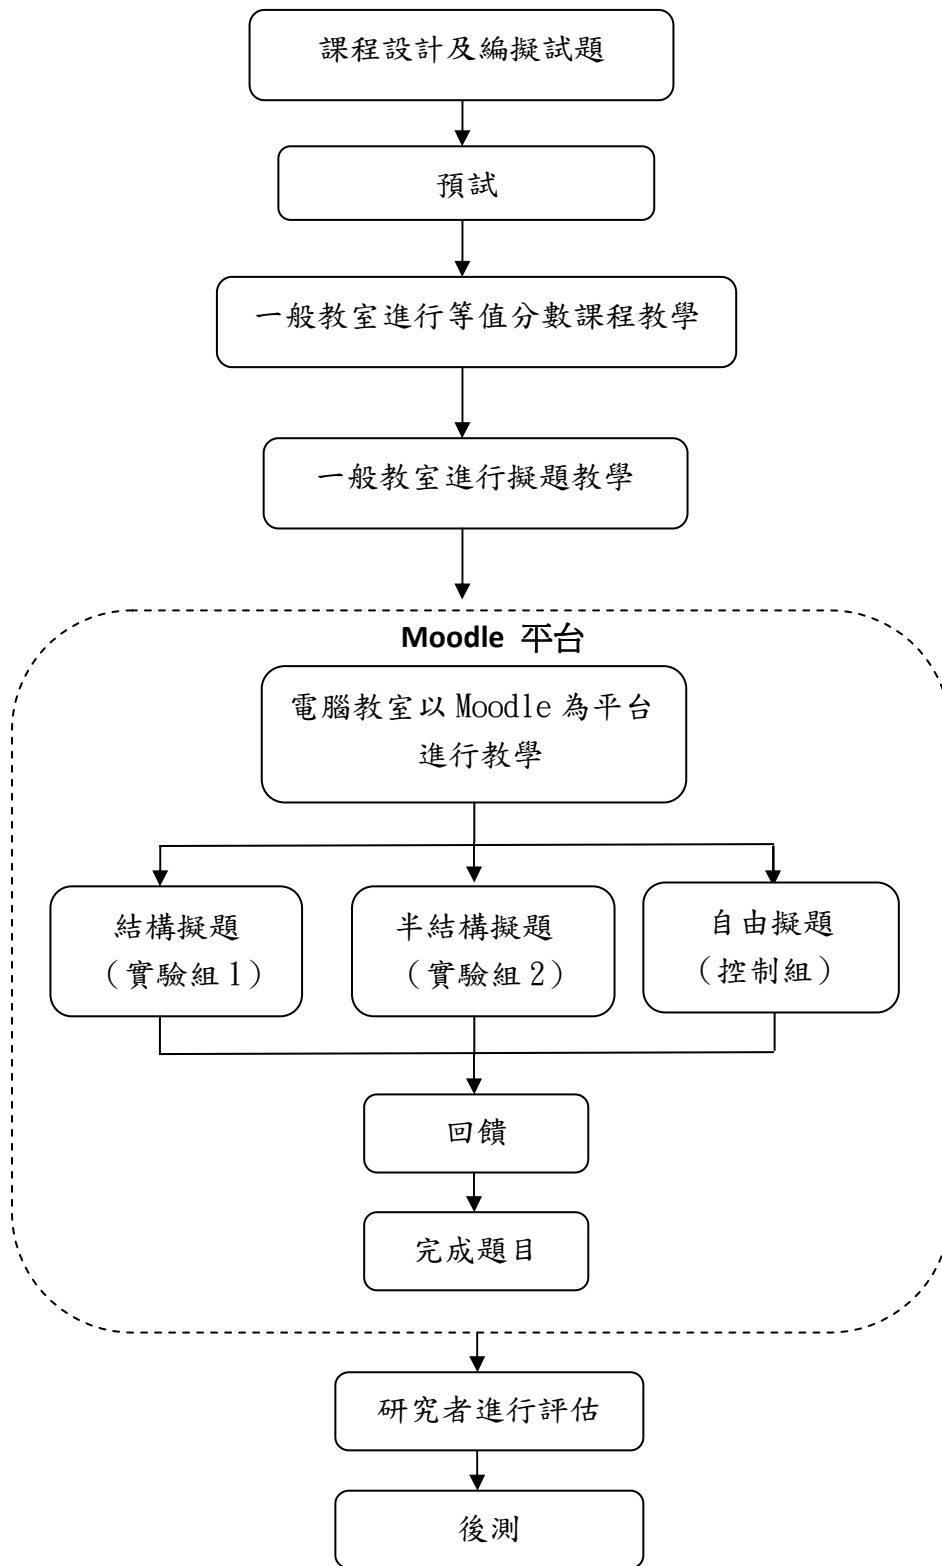 課程設計及編擬試題
預試
一般教室進行等值分數課程教學
一般教室進行擬題教學
Moodle 平台
電腦教室以 Moodle 為平台
進行教學
結構擬題
（實驗組 1）
半結構擬題
（實驗組 2）
自由擬題
（控制組）
回饋
完成題目
研究者進行評估
後測